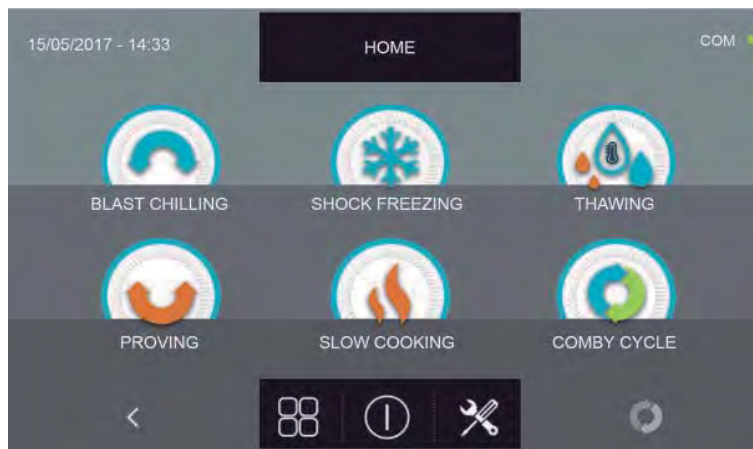 15/05/2017 - 14:33
HOME
COM
BLAST CHILLING
SHOCK FREEZING
THAWING
PROVING
SLOW COOKING
COMBY CYCLE